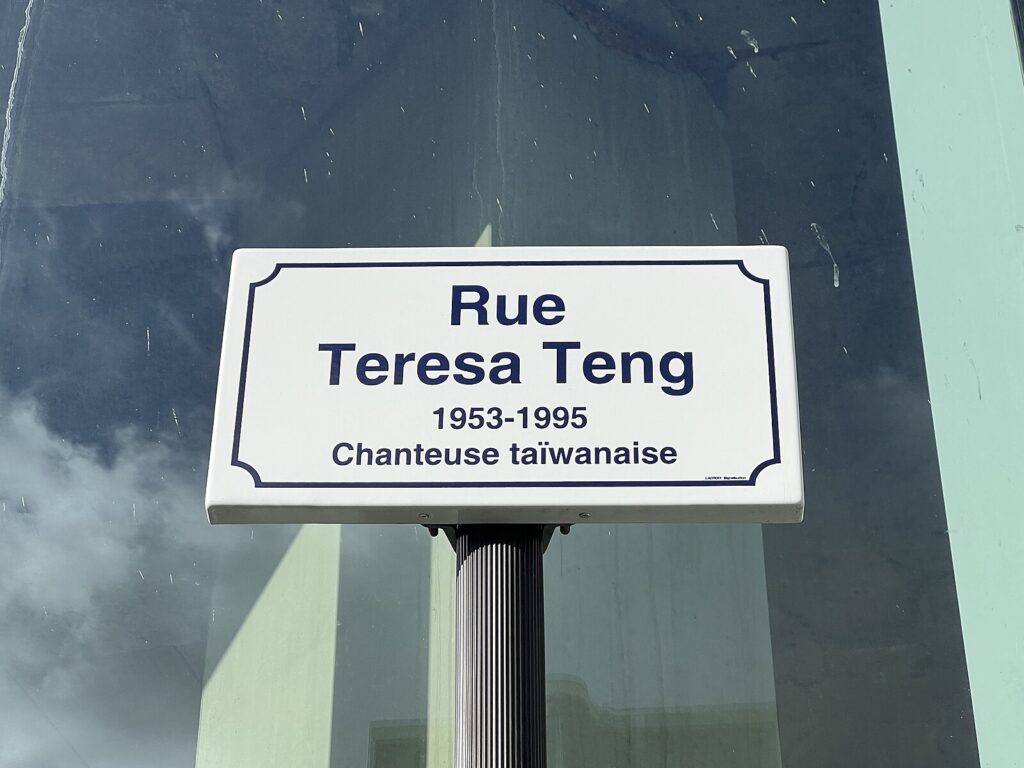 Rue
Teresa Teng
1953-1995
Chanteuse taïwanaise